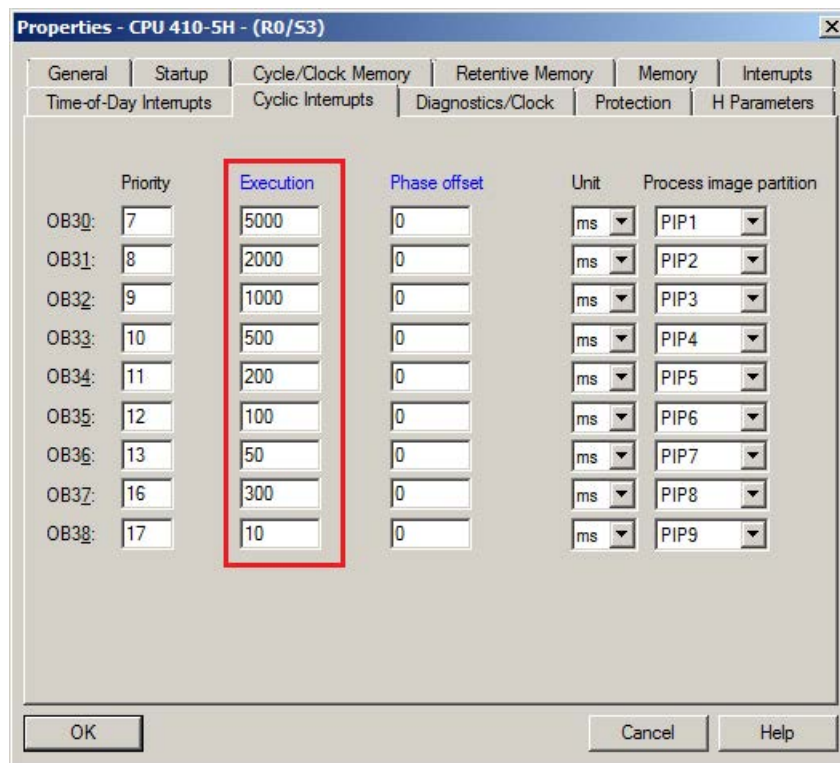 Properties - CPU 410-5H - (R0/S3)
General Startup Cycle/Clock Memory Retentive Memory Memory Interrupts
Time-of-Day Interrupts Cyclic Interrupts Diagnostics/Clock Protection H Parameters
Priority Execution Phase offset Unit Process image partition
OB30: 7 5000 0 ms PIP1
OB31: 8 2000 0 ms PIP2
OB32: 9 1000 0 ms PIP3
OB33: 10 500 0 ms PIP4
OB34: 11 200 0 ms PIP5
OB35: 12 100 0 ms PIP6
OB36: 13 50 0 ms PIP7
OB37: 16 300 0 ms PIP8
OB38: 17 10 0 ms PIP9
OK Cancel Help